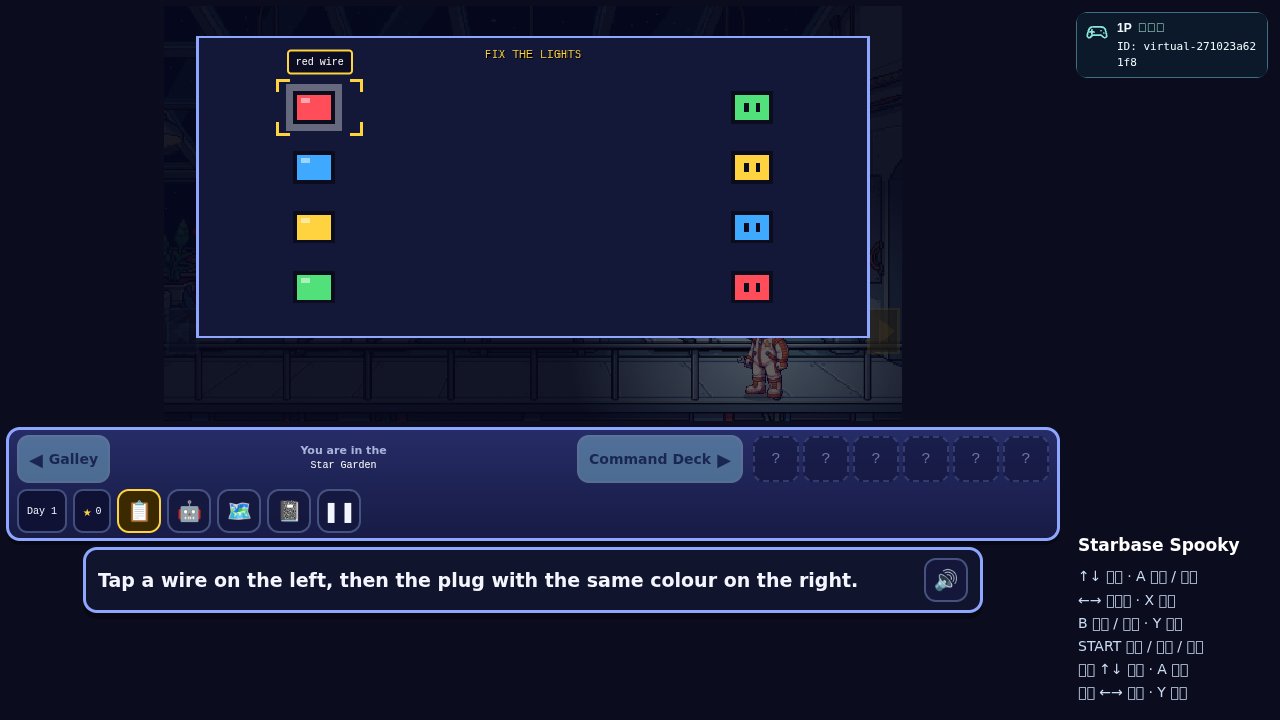 red wire
FIX THE LIGHTS
1P
ID: virtual-271023a62
1f8
◀ Galley
You are in the
Star Garden
Command Deck ▶
? ? ? ? ? ?
Day 1
★ 0
Tap a wire on the left, then the plug with the same colour on the right.
Starbase Spooky
↑↓ · A /
←→ · X
B / · Y
START / /
↑↓ · A
←→ · Y